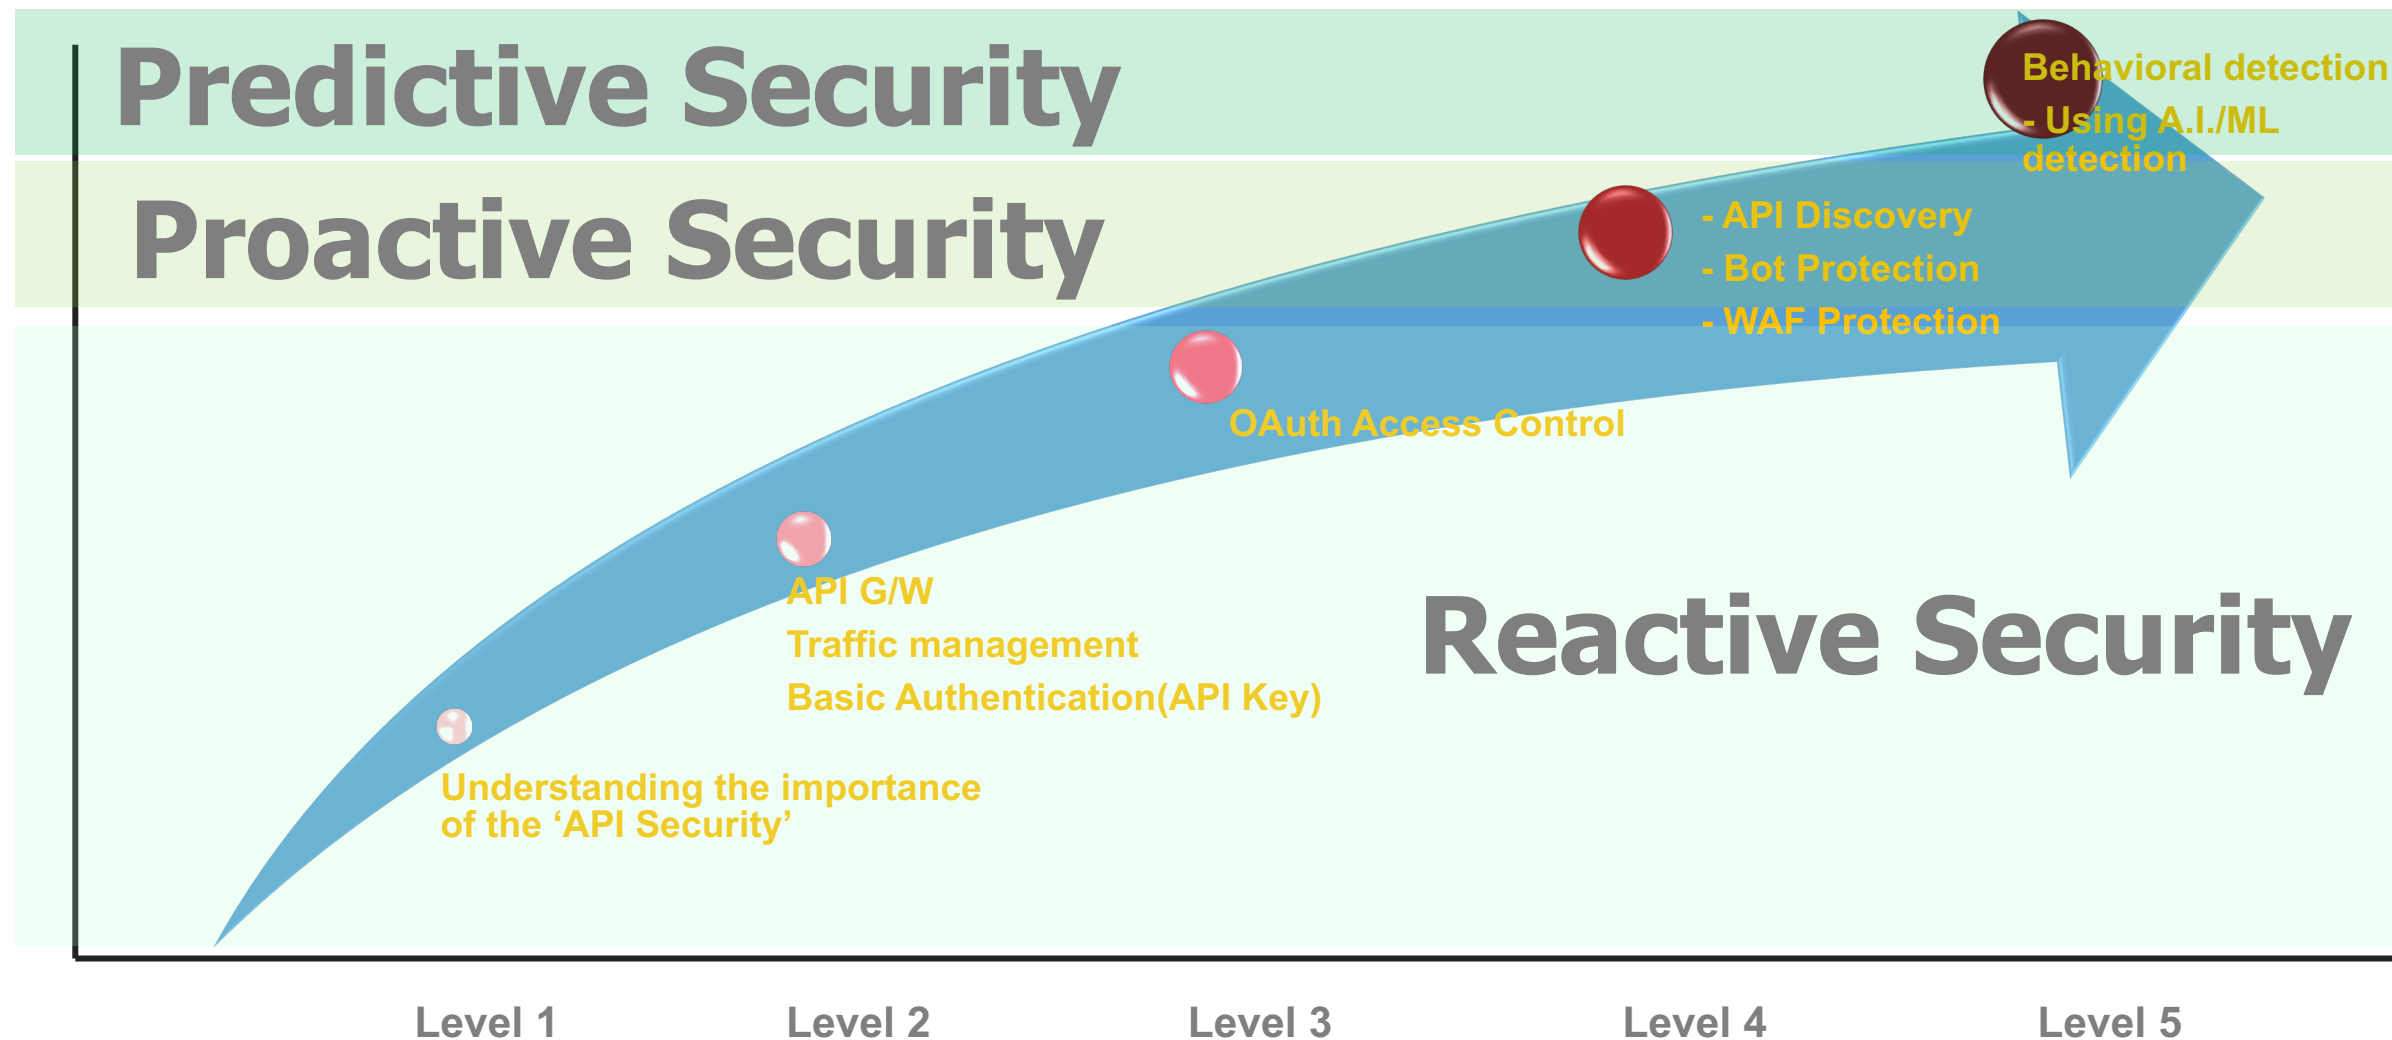 Predictive Security
Behavioral detection
- Using A.I./ML
detection
Proactive Security
- API Discovery
- Bot Protection
- WAF Protection
OAuth Access Control
API G/W
Traffic management
Basic Authentication(API Key)
Reactive Security
Understanding the importance
of the ‘API Security’
Level 1
Level 2
Level 3
Level 4
Level 5